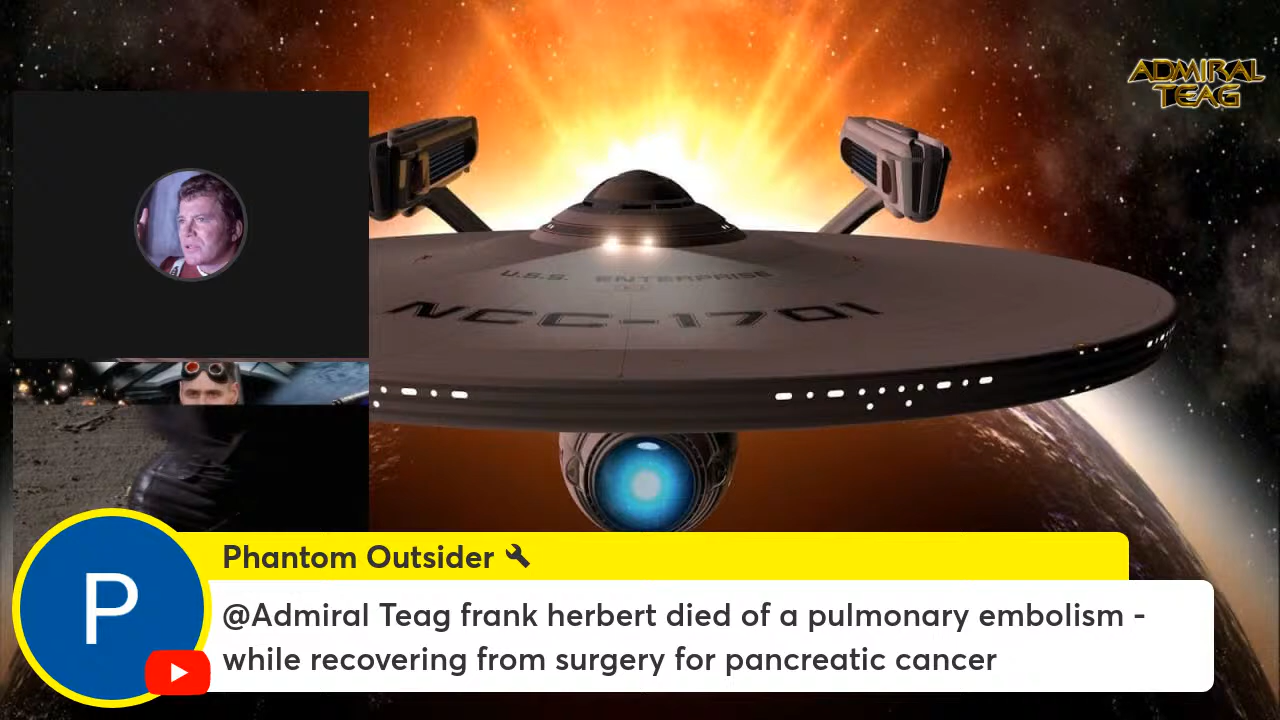 ADMIRAL
TEAG
U.S.S. ENTERPRISE
NCC-1701
P
Phantom Outsider
@Admiral Teag frank herbert died of a pulmonary embolism -
while recovering from surgery for pancreatic cancer